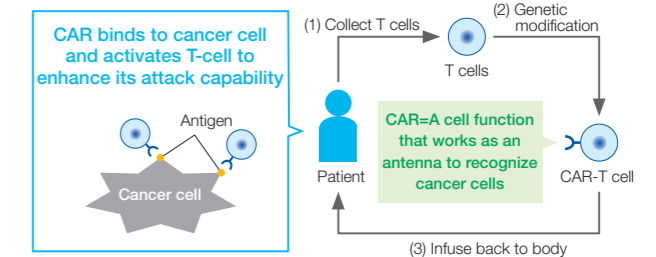 CAR binds to cancer cell
and activates T-cell to
enhance its attack capability
Antigen
Cancer cell
(1) Collect T cells
(2) Genetic
modification
T cells
Patient
CAR=A cell function
that works as an
antenna to recognize
cancer cells
CAR-T cell
(3) Infuse back to body